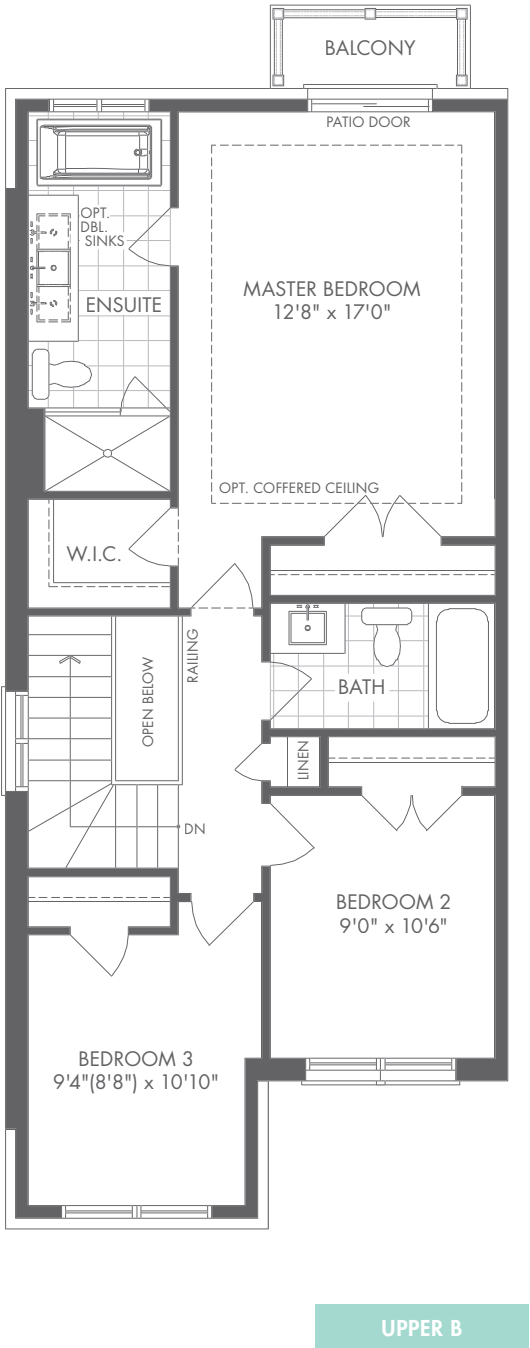 BALCONY
PATIO DOOR
OPT.
DBL.
SINKS
ENSUITE
MASTER BEDROOM
12'8" x 17'0"
OPT. COFFERED CEILING
W.I.C.
RAILING
OPEN BELOW
BATH
LINEN
DN
BEDROOM 2
9'0" x 10'6"
BEDROOM 3
9'4"(8'8") x 10'10"
UPPER B